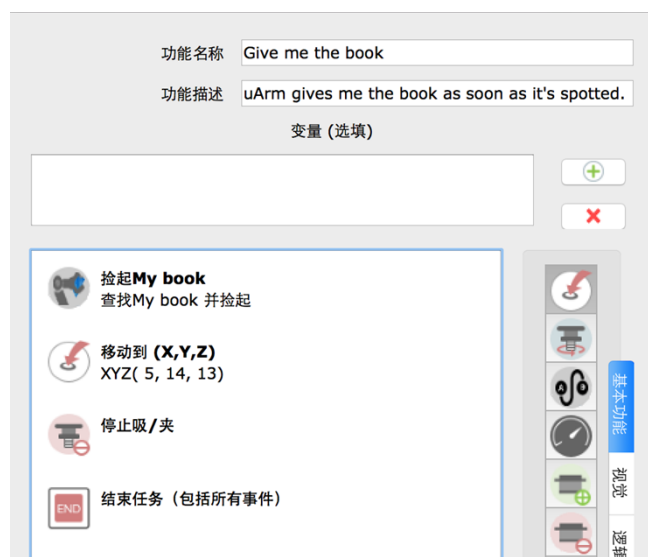 功能名称 Give me the book
功能描述 uArm gives me the book as soon as it's spotted.
变量 (选填)
捡起My book
查找My book 并捡起
移动到 (X,Y,Z)
XYZ( 5, 14, 13)
停止吸/夹
END 结束任务（包括所有事件）
A B
基本功能
视觉
逻辑